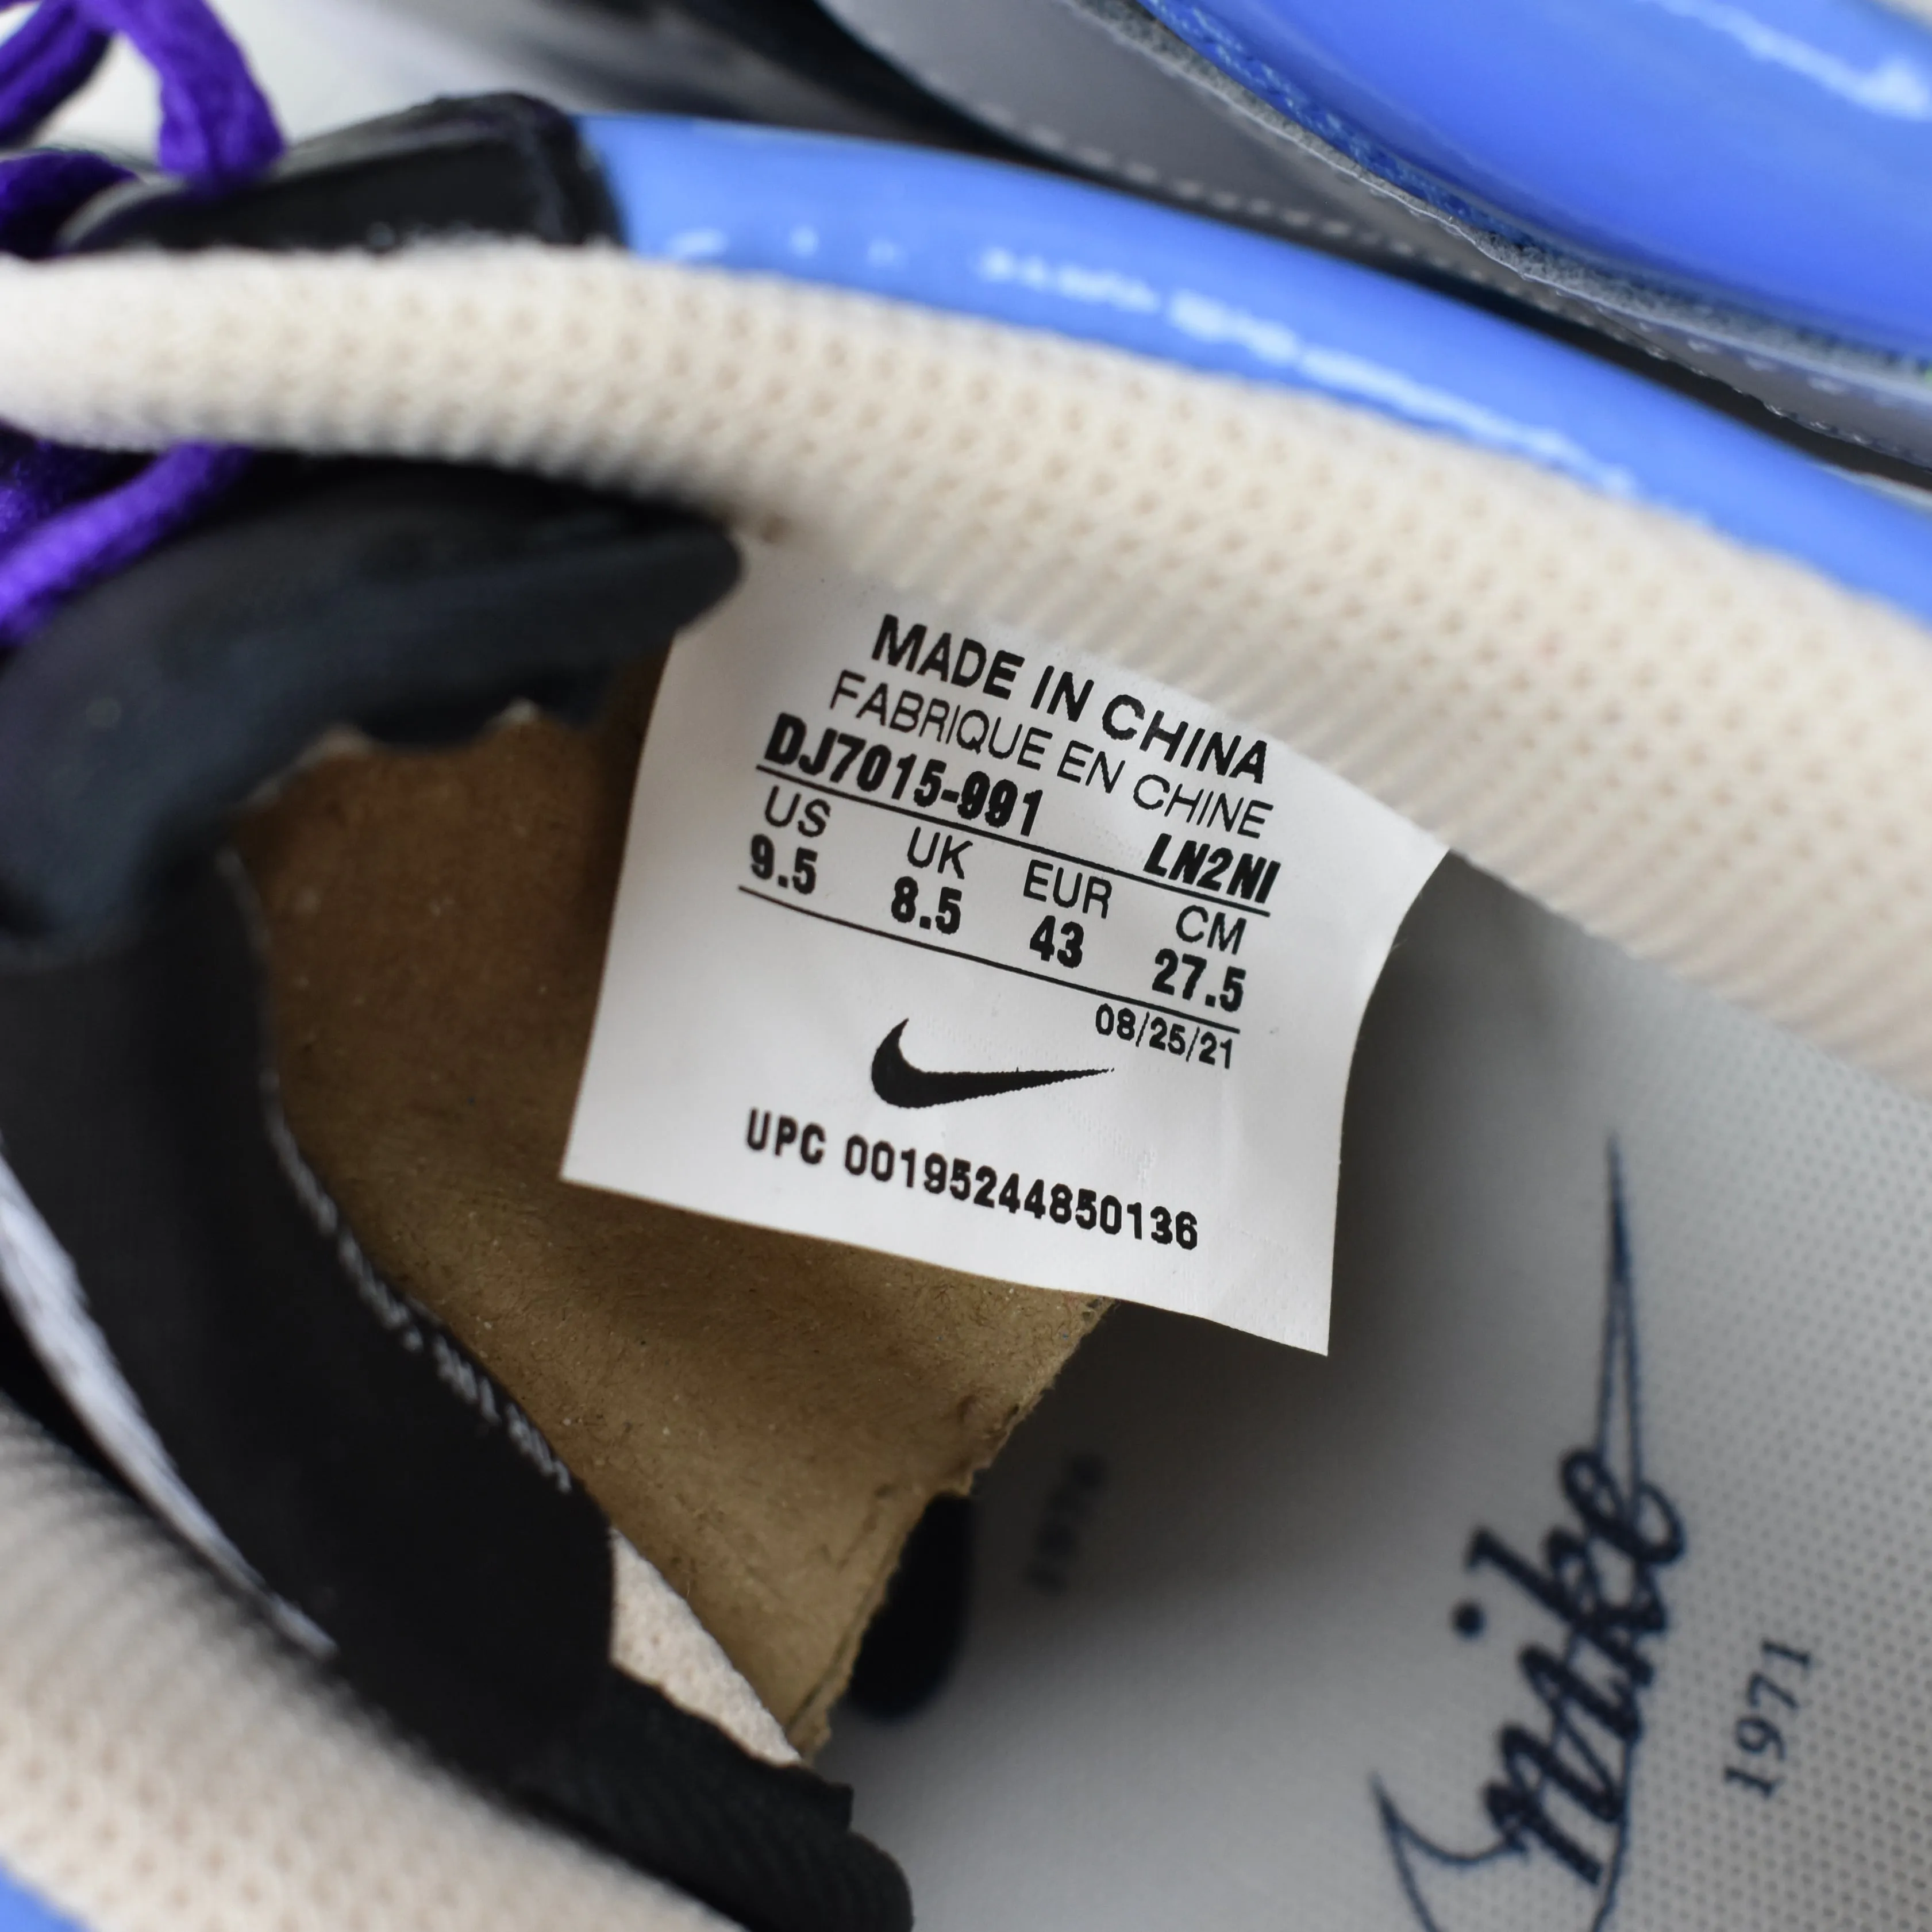 MADE IN CHINA
FABRIQUE EN CHINE
DJ7015-991 LN2NI
US UK EUR CM
9.5 8.5 43 27.5
08/25/21
UPC 00195244850136
nike
1971